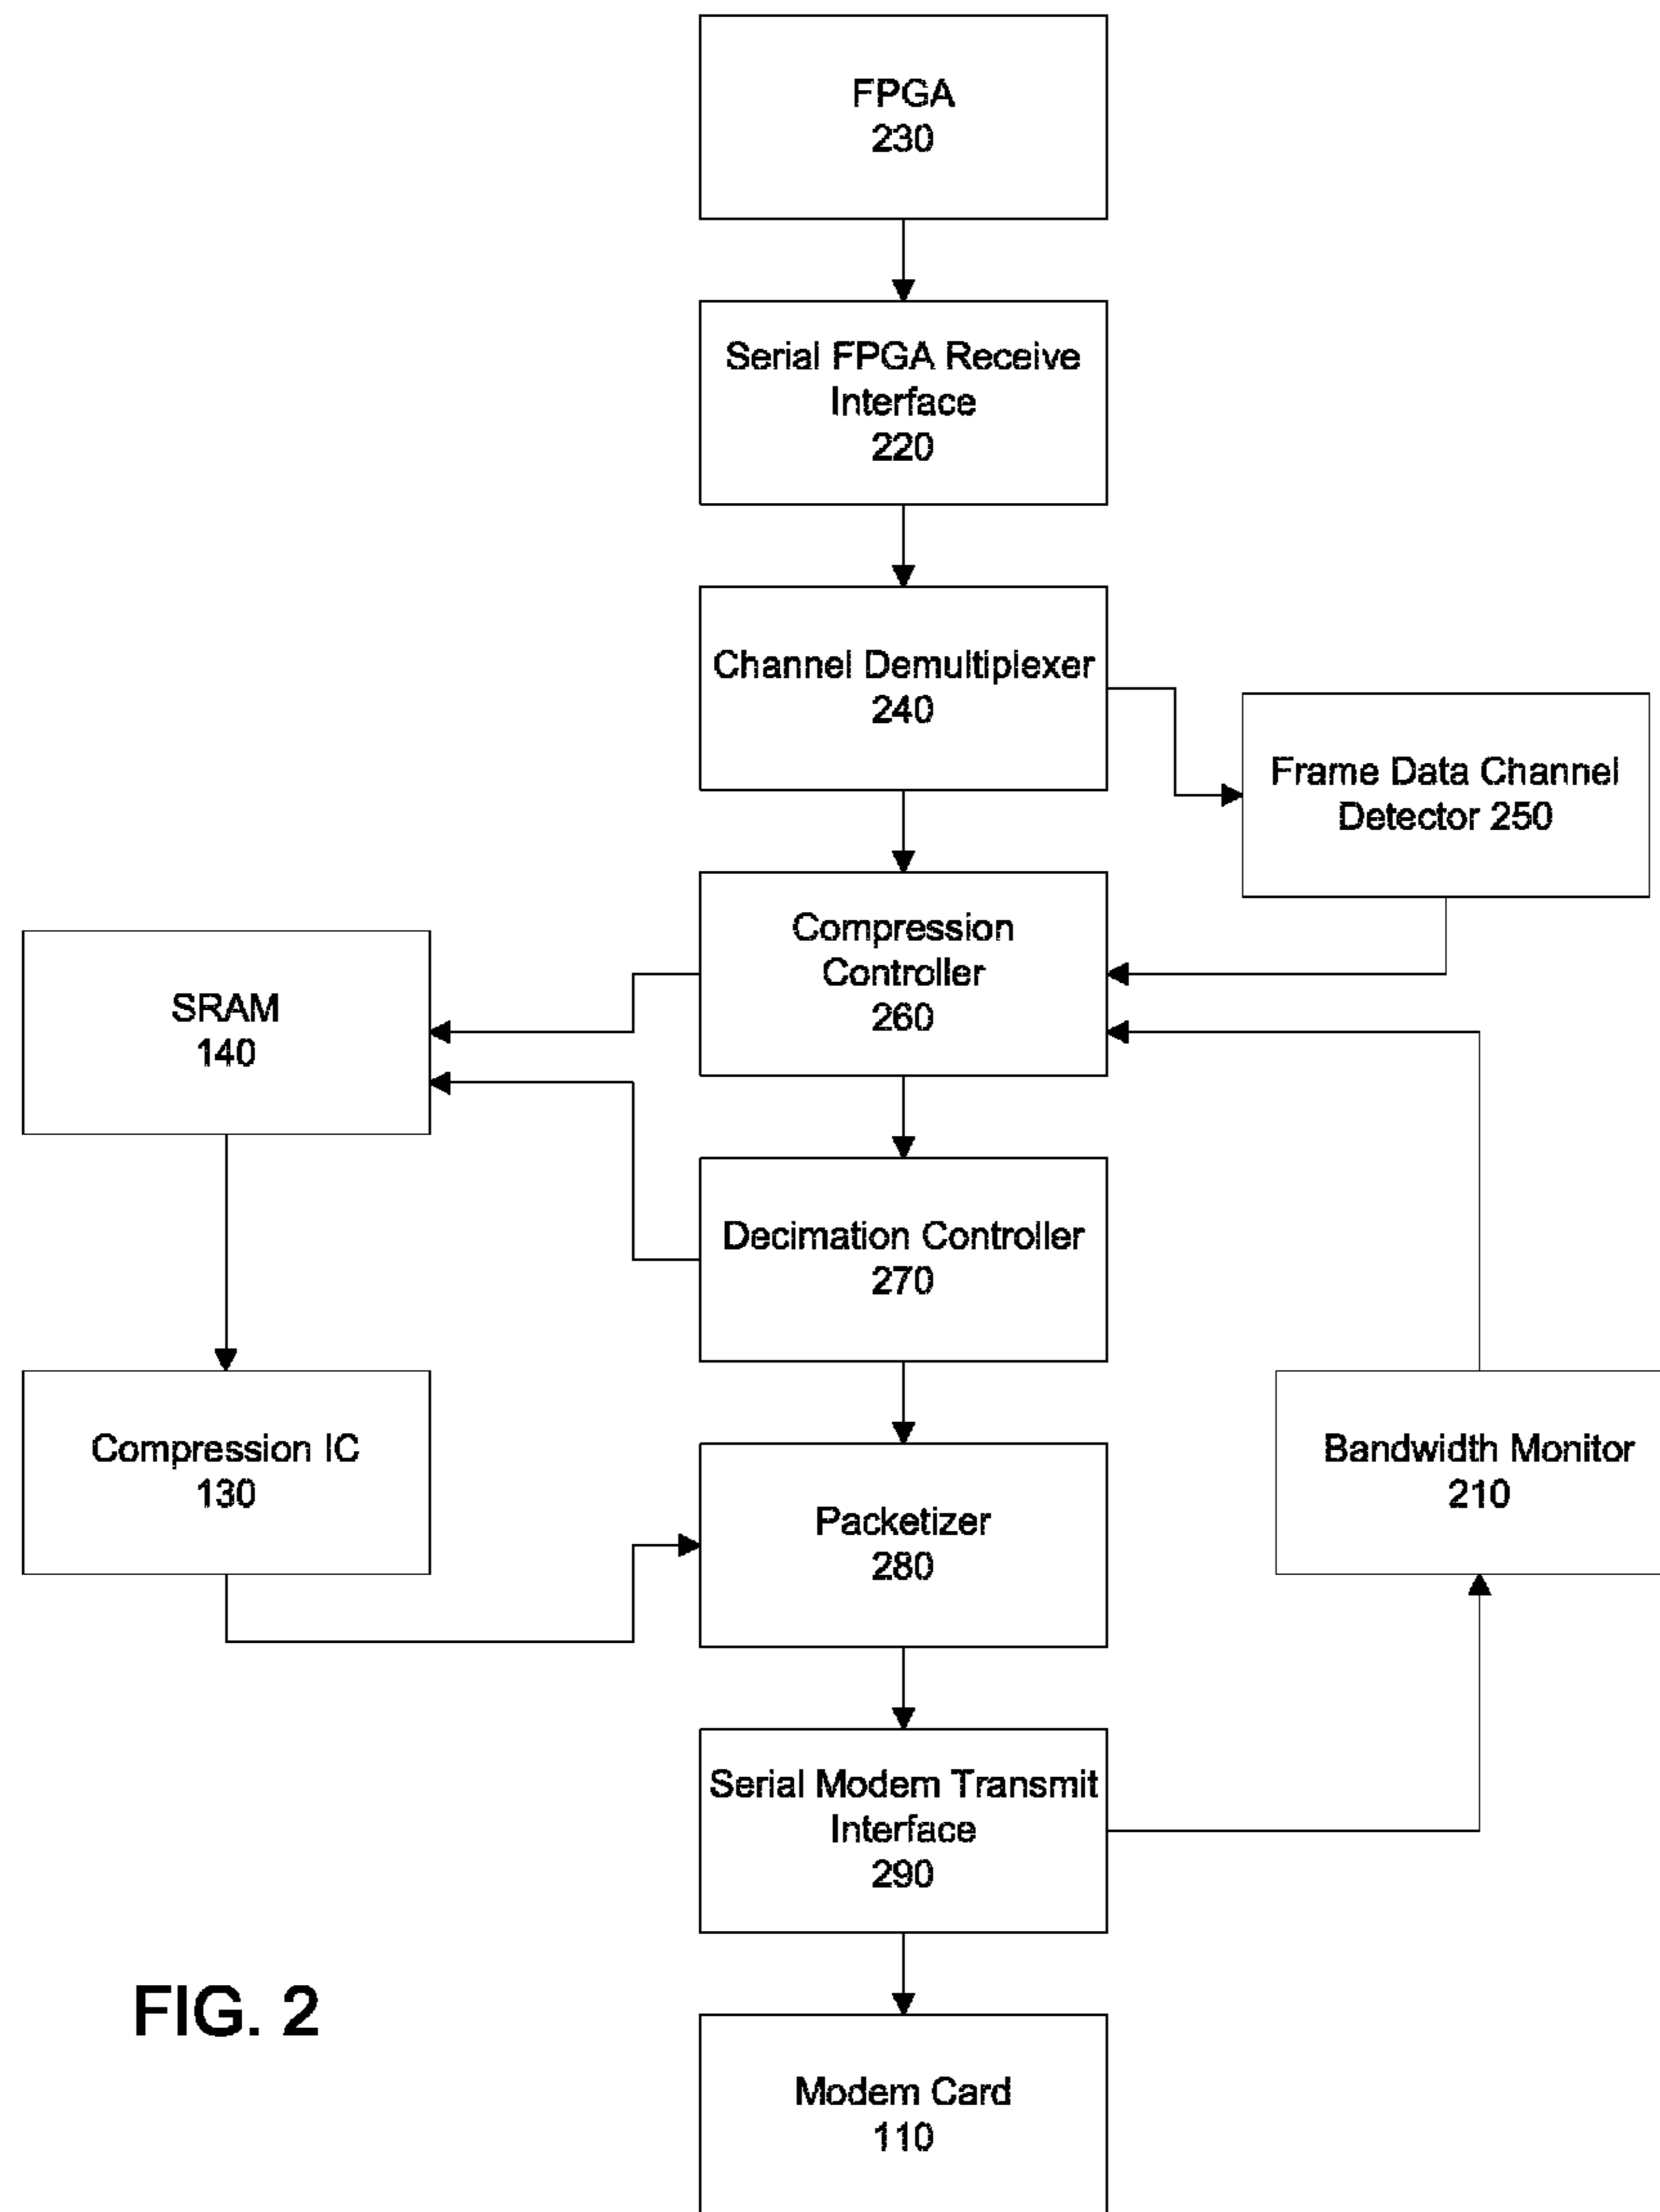 FPGA
230
Serial FPGA Receive
Interface
220
Channel Demultiplexer
240
Frame Data Channel
Detector 250
Compression
Controller
260
SRAM
140
Decimation Controller
270
Compression IC
130
Packetizer
280
Bandwidth Monitor
210
Serial Modem Transmit
Interface
290
FIG. 2
Modem Card
110